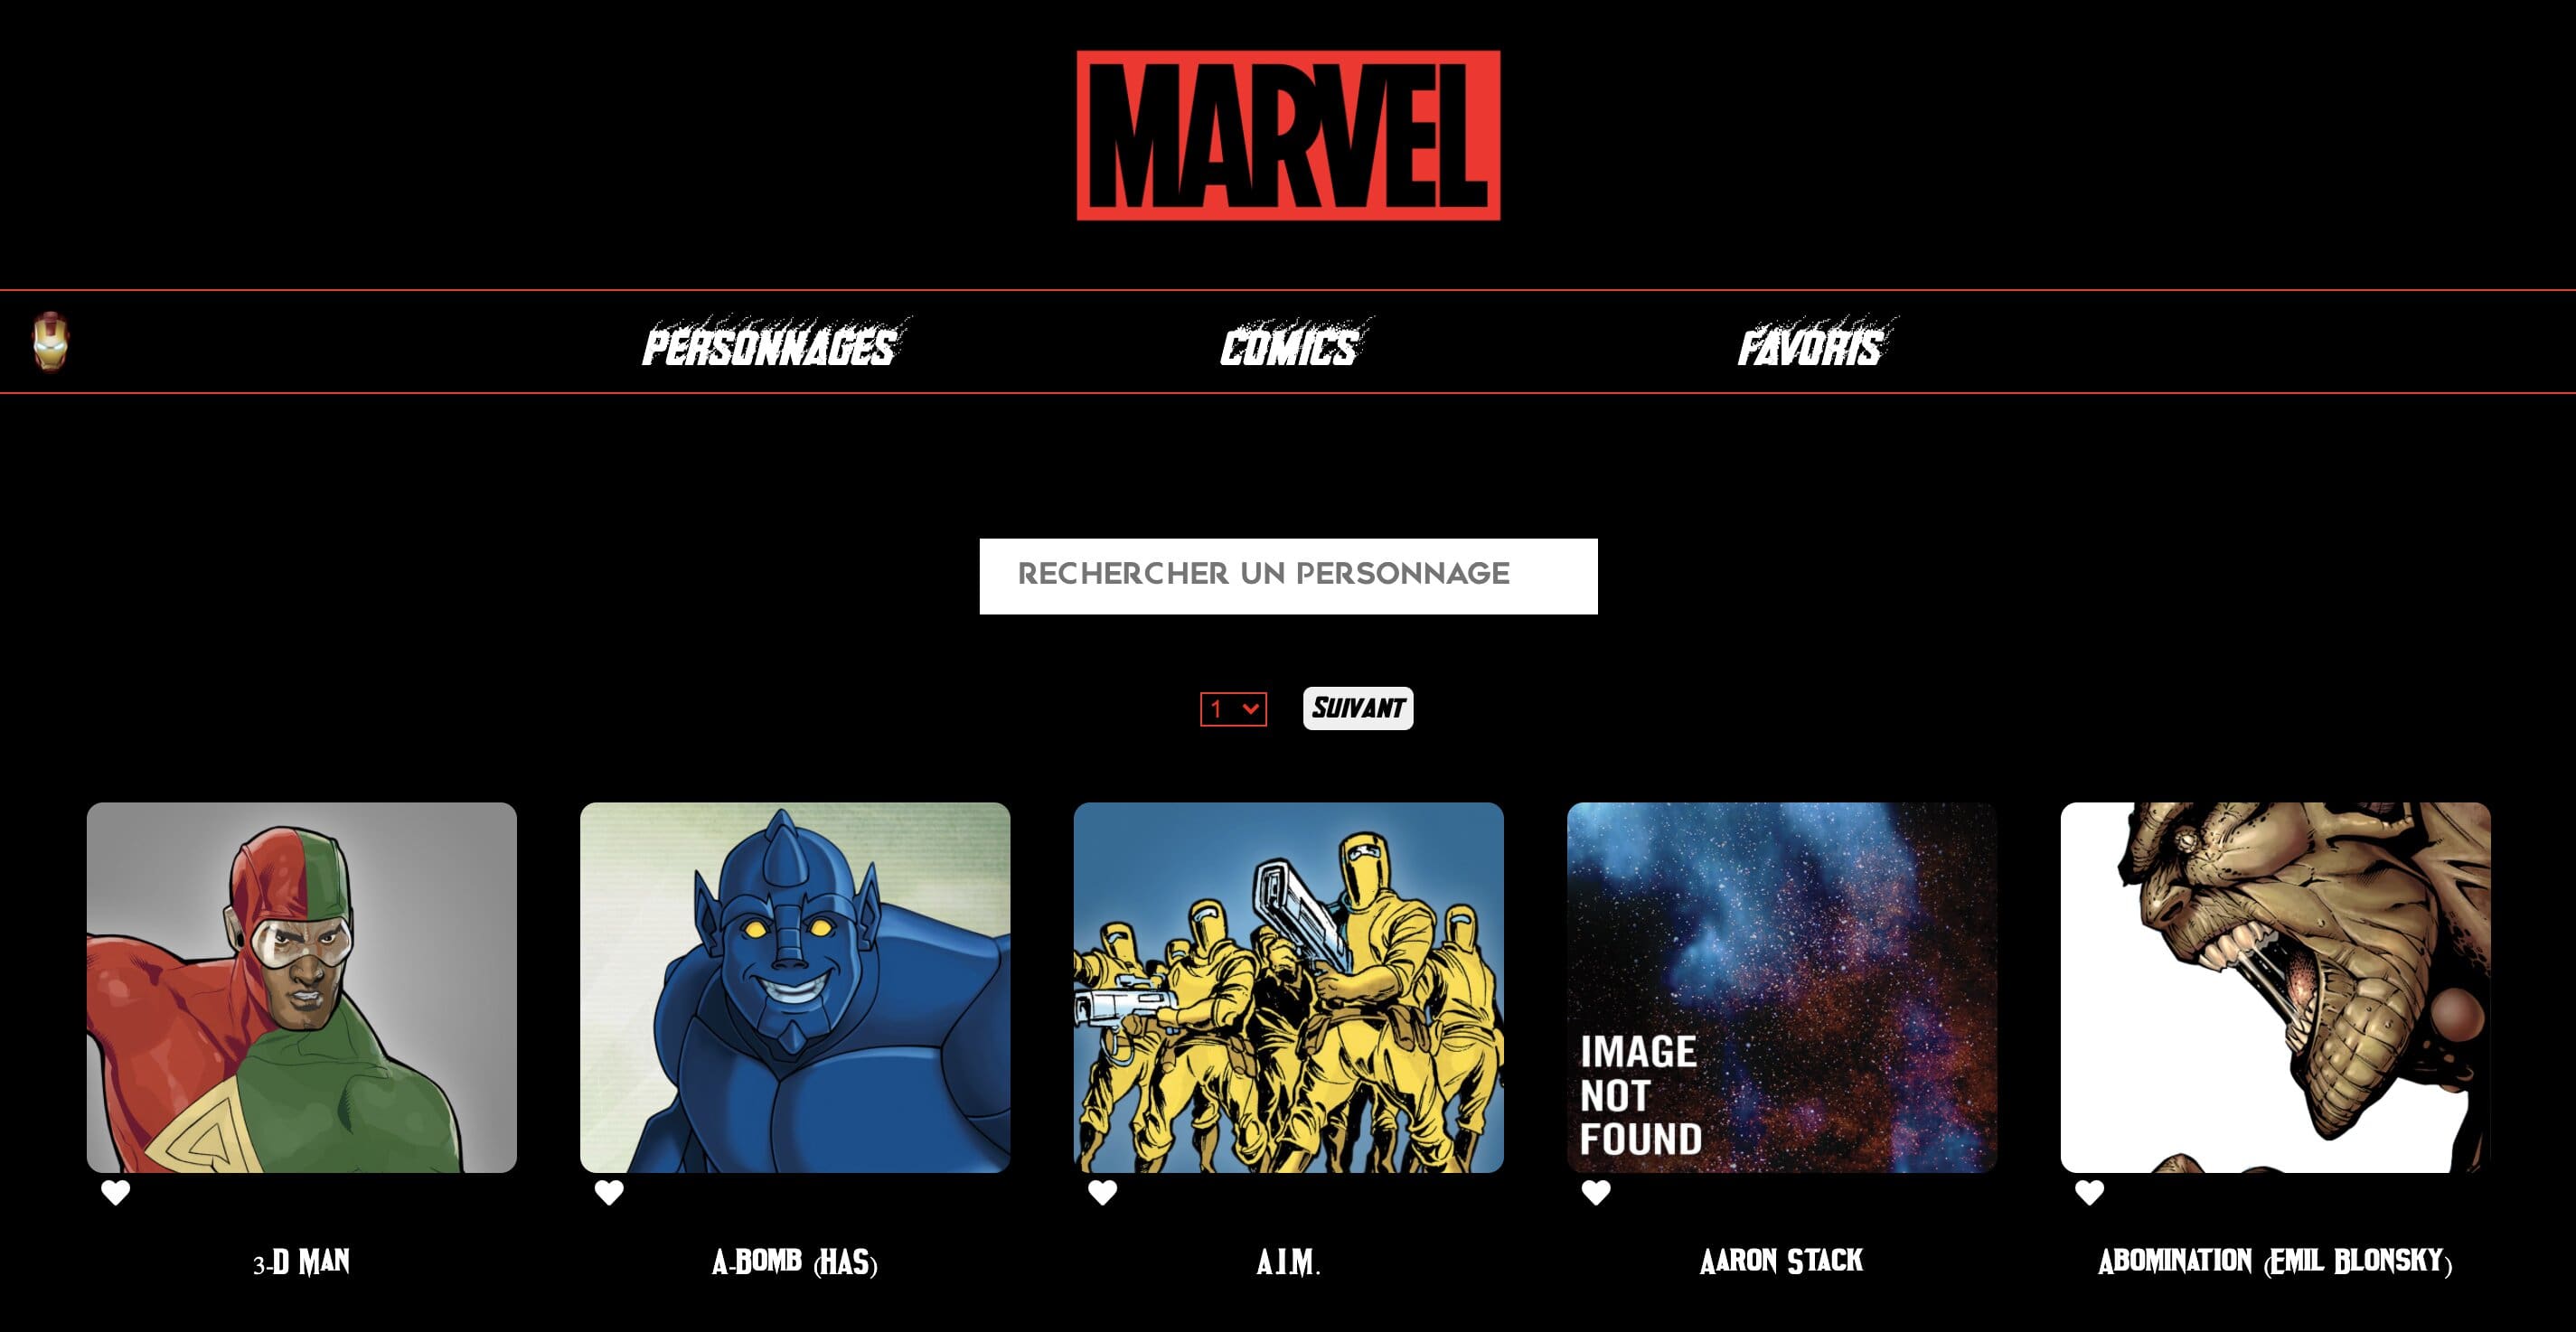 MARVEL
PERSONNAGES COMICS FAVORIS
RECHERCHER UN PERSONNAGE
1 SUIVANT
IMAGE
NOT
FOUND
3-D Man A-Bomb (HAS) A.I.M. Aaron Stack Abomination (Emil Blonsky)